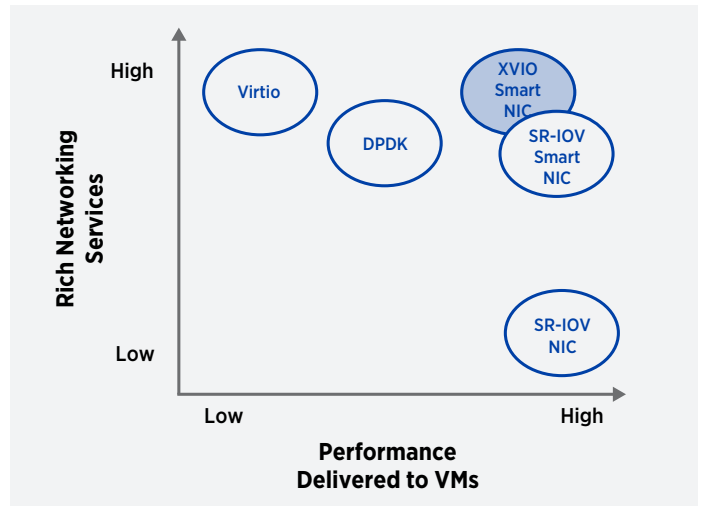 High
Rich Networking
Services
Low
Virtio
DPDK
XVIO
Smart
NIC
SR-IOV
Smart
NIC
SR-IOV
NIC
Low
High
Performance
Delivered to VMs